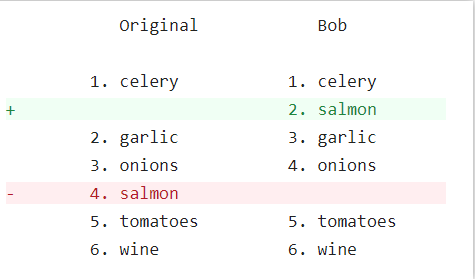 Original Bob
1. celery 1. celery
+ 2. salmon
2. garlic 3. garlic
3. onions 4. onions
- 4. salmon
5. tomatoes 5. tomatoes
6. wine 6. wine